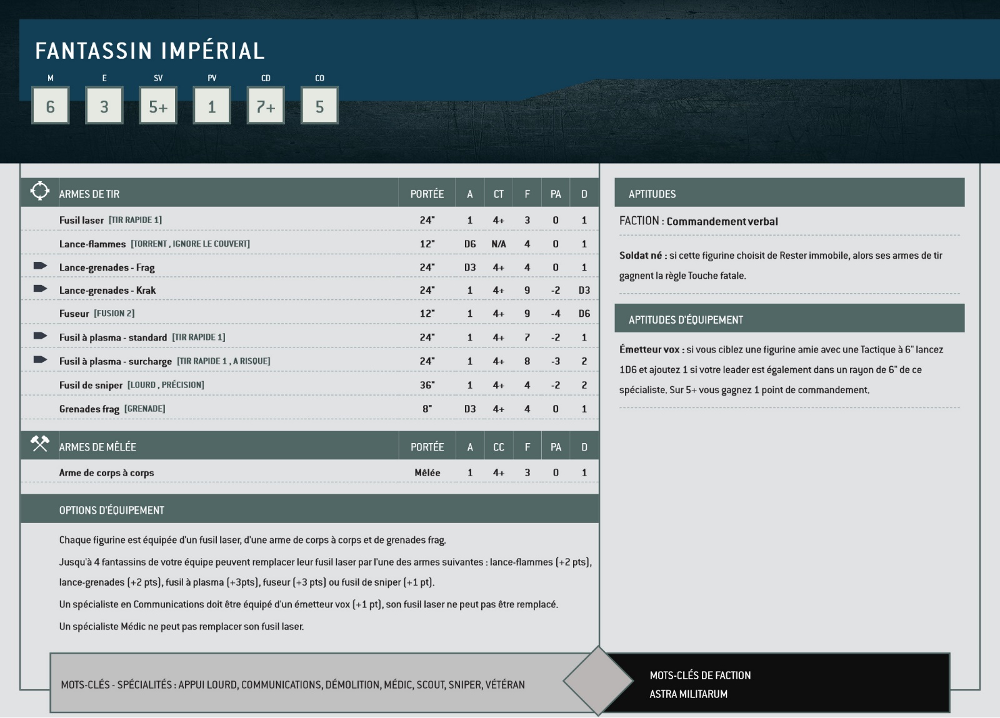 FANTASSIN IMPÉRIAL
M E SV PV CD CO
6 3 5+ 1 7+ 5
ARMES DE TIR PORTÉE A CT F PA D
Fusil laser [TIR RAPIDE 1] 24" 1 4+ 3 0 1
Lance-flammes [TORRENT , IGNORE LE COUVERT] 12" D6 N/A 4 0 1
Lance-grenades - Frag 24" D3 4+ 4 0 1
Lance-grenades - Krak 24" 1 4+ 9 -2 D3
Fuseur [FUSION 2] 12" 1 4+ 9 -4 D6
Fusil à plasma - standard [TIR RAPIDE 1] 24" 1 4+ 7 -2 1
Fusil à plasma - surcharge [TIR RAPIDE 1 , A RISQUE] 24" 1 4+ 8 -3 2
Fusil de sniper [LOURD , PRÉCISION] 36" 1 4+ 4 -2 2
Grenades frag [GRENADE] 8" D3 4+ 4 0 1
ARMES DE MÊLÉE PORTÉE A CC F PA D
Arme de corps à corps Mêlée 1 4+ 3 0 1
OPTIONS D'ÉQUIPEMENT
Chaque figurine est équipée d'un fusil laser, d'une arme de corps à corps et de grenades frag.
Jusqu'à 4 fantassins de votre équipe peuvent remplacer leur fusil laser par l'une des armes suivantes : lance-flammes (+2 pts),
lance-grenades (+2 pts), fusil à plasma (+3pts), fuseur (+3 pts) ou fusil de sniper (+1 pt).
Un spécialiste en Communications doit être équipé d'un émetteur vox (+1 pt), son fusil laser ne peut pas être remplacé.
Un spécialiste Médic ne peut pas remplacer son fusil laser.
APTITUDES
FACTION : Commandement verbal
Soldat né : si cette figurine choisit de Rester immobile, alors ses armes de tir
gagnent la règle Touche fatale.
APTITUDES D'ÉQUIPEMENT
Émetteur vox : si vous ciblez une figurine amie avec une Tactique à 6" lancez
1D6 et ajoutez 1 si votre leader est également dans un rayon de 6" de ce
spécialiste. Sur 5+ vous gagnez 1 point de commandement.
MOTS-CLÉS - SPÉCIALITÉS : APPUI LOURD, COMMUNICATIONS, DÉMOLITION, MÉDIC, SCOUT, SNIPER, VÉTÉRAN
MOTS-CLÉS DE FACTION
ASTRA MILITARUM